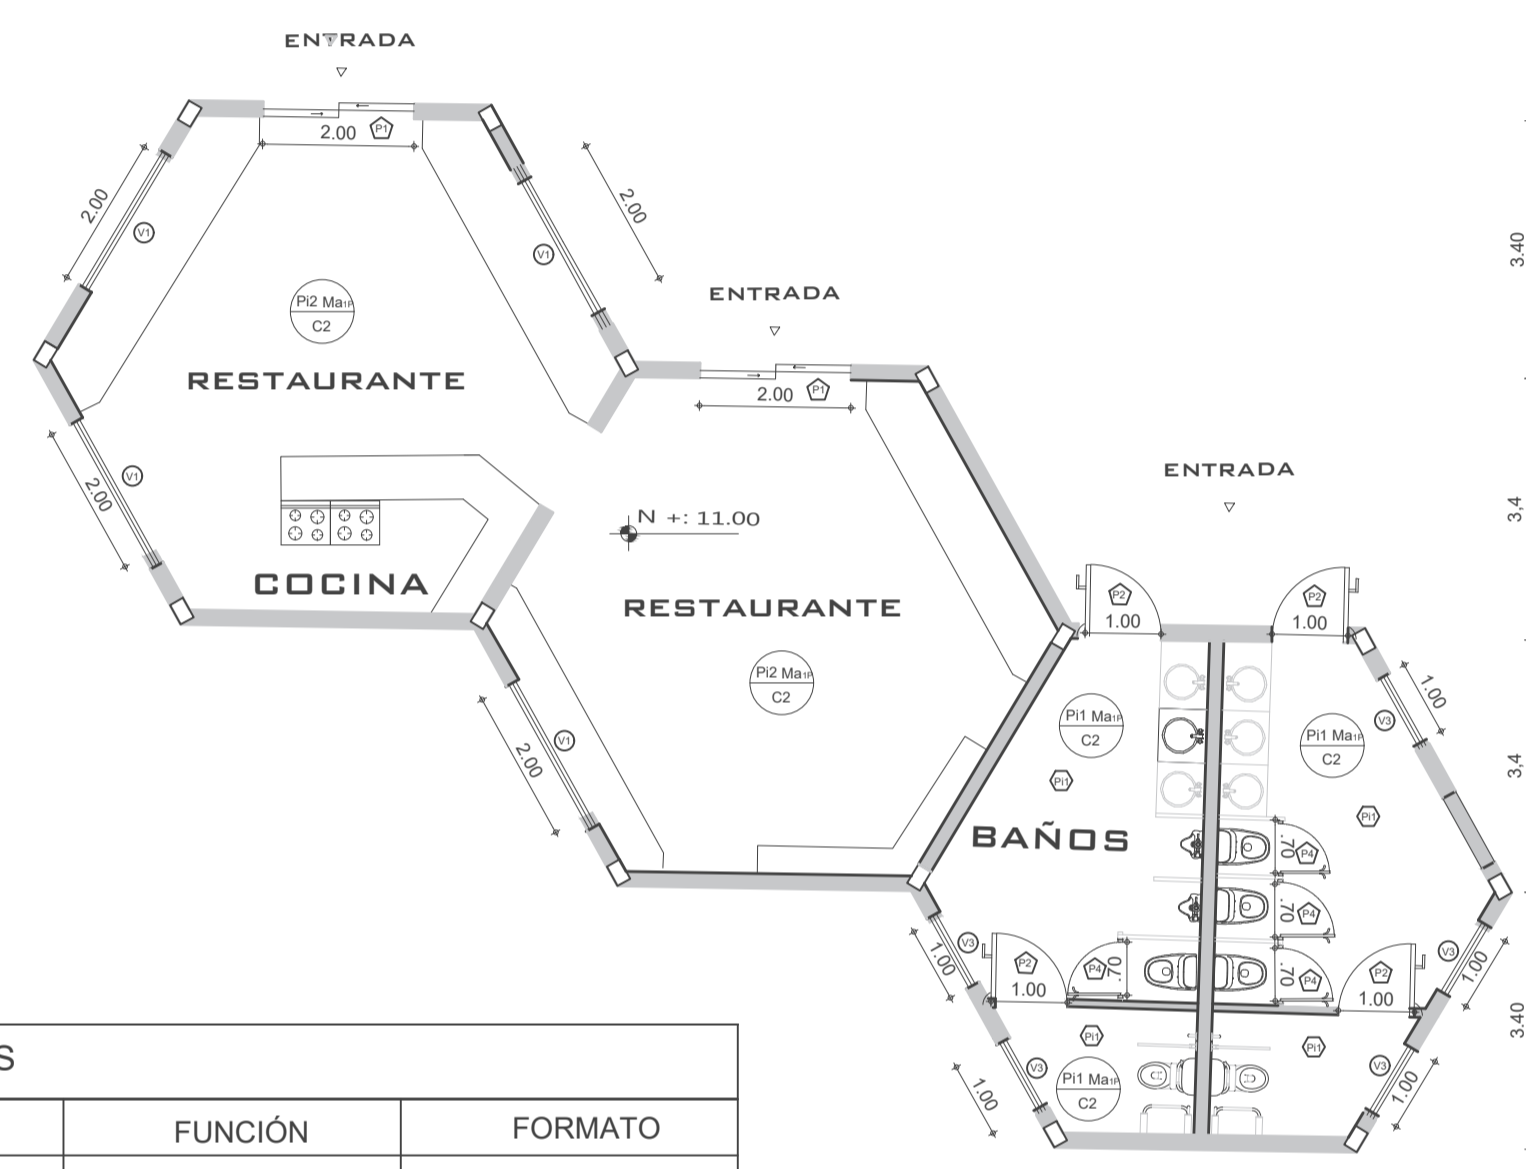 ENTRADA
2.00 P1
2.00
V1
V1
2.00
3.40
Pi2 Ma1P
C2
ENTRADA
RESTAURANTE
2.00 P1
ENTRADA
V1
2.00
N +: 11.00
3,4
COCINA
RESTAURANTE
P2
1.00
P2
1.00
Pi2 Ma1P
C2
1.00
V3
Pi1 Ma1P
C2
Pi1 Ma1P
C2
V1
2.00
Pi1
3,4
Pi1
BAÑOS
.70 P4
.70 P4
V3
1.00
P2
1.00
P4 .70
.70 P4
P2
1.00
V3
1.00
3.40
Pi1
Pi1
V3
1.00
Pi1 Ma1P
C2
V3
1.00
S
FUNCIÓN
FORMATO